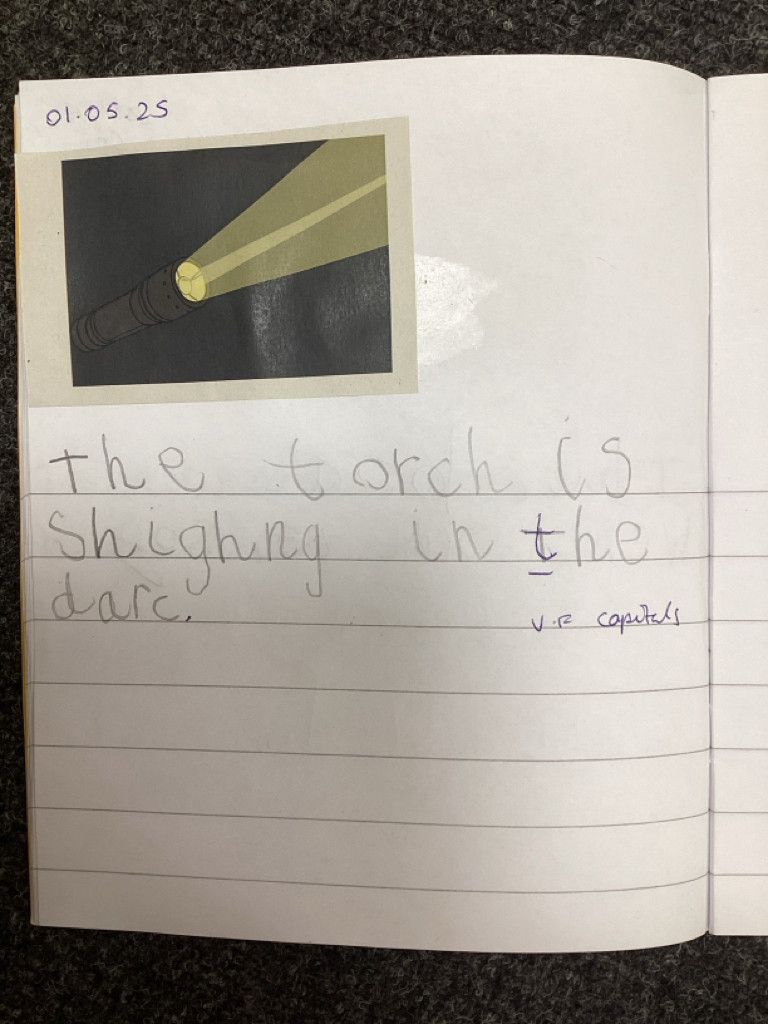 01.05.25
the torch is
Shighng in the
darc.
V.F capitals